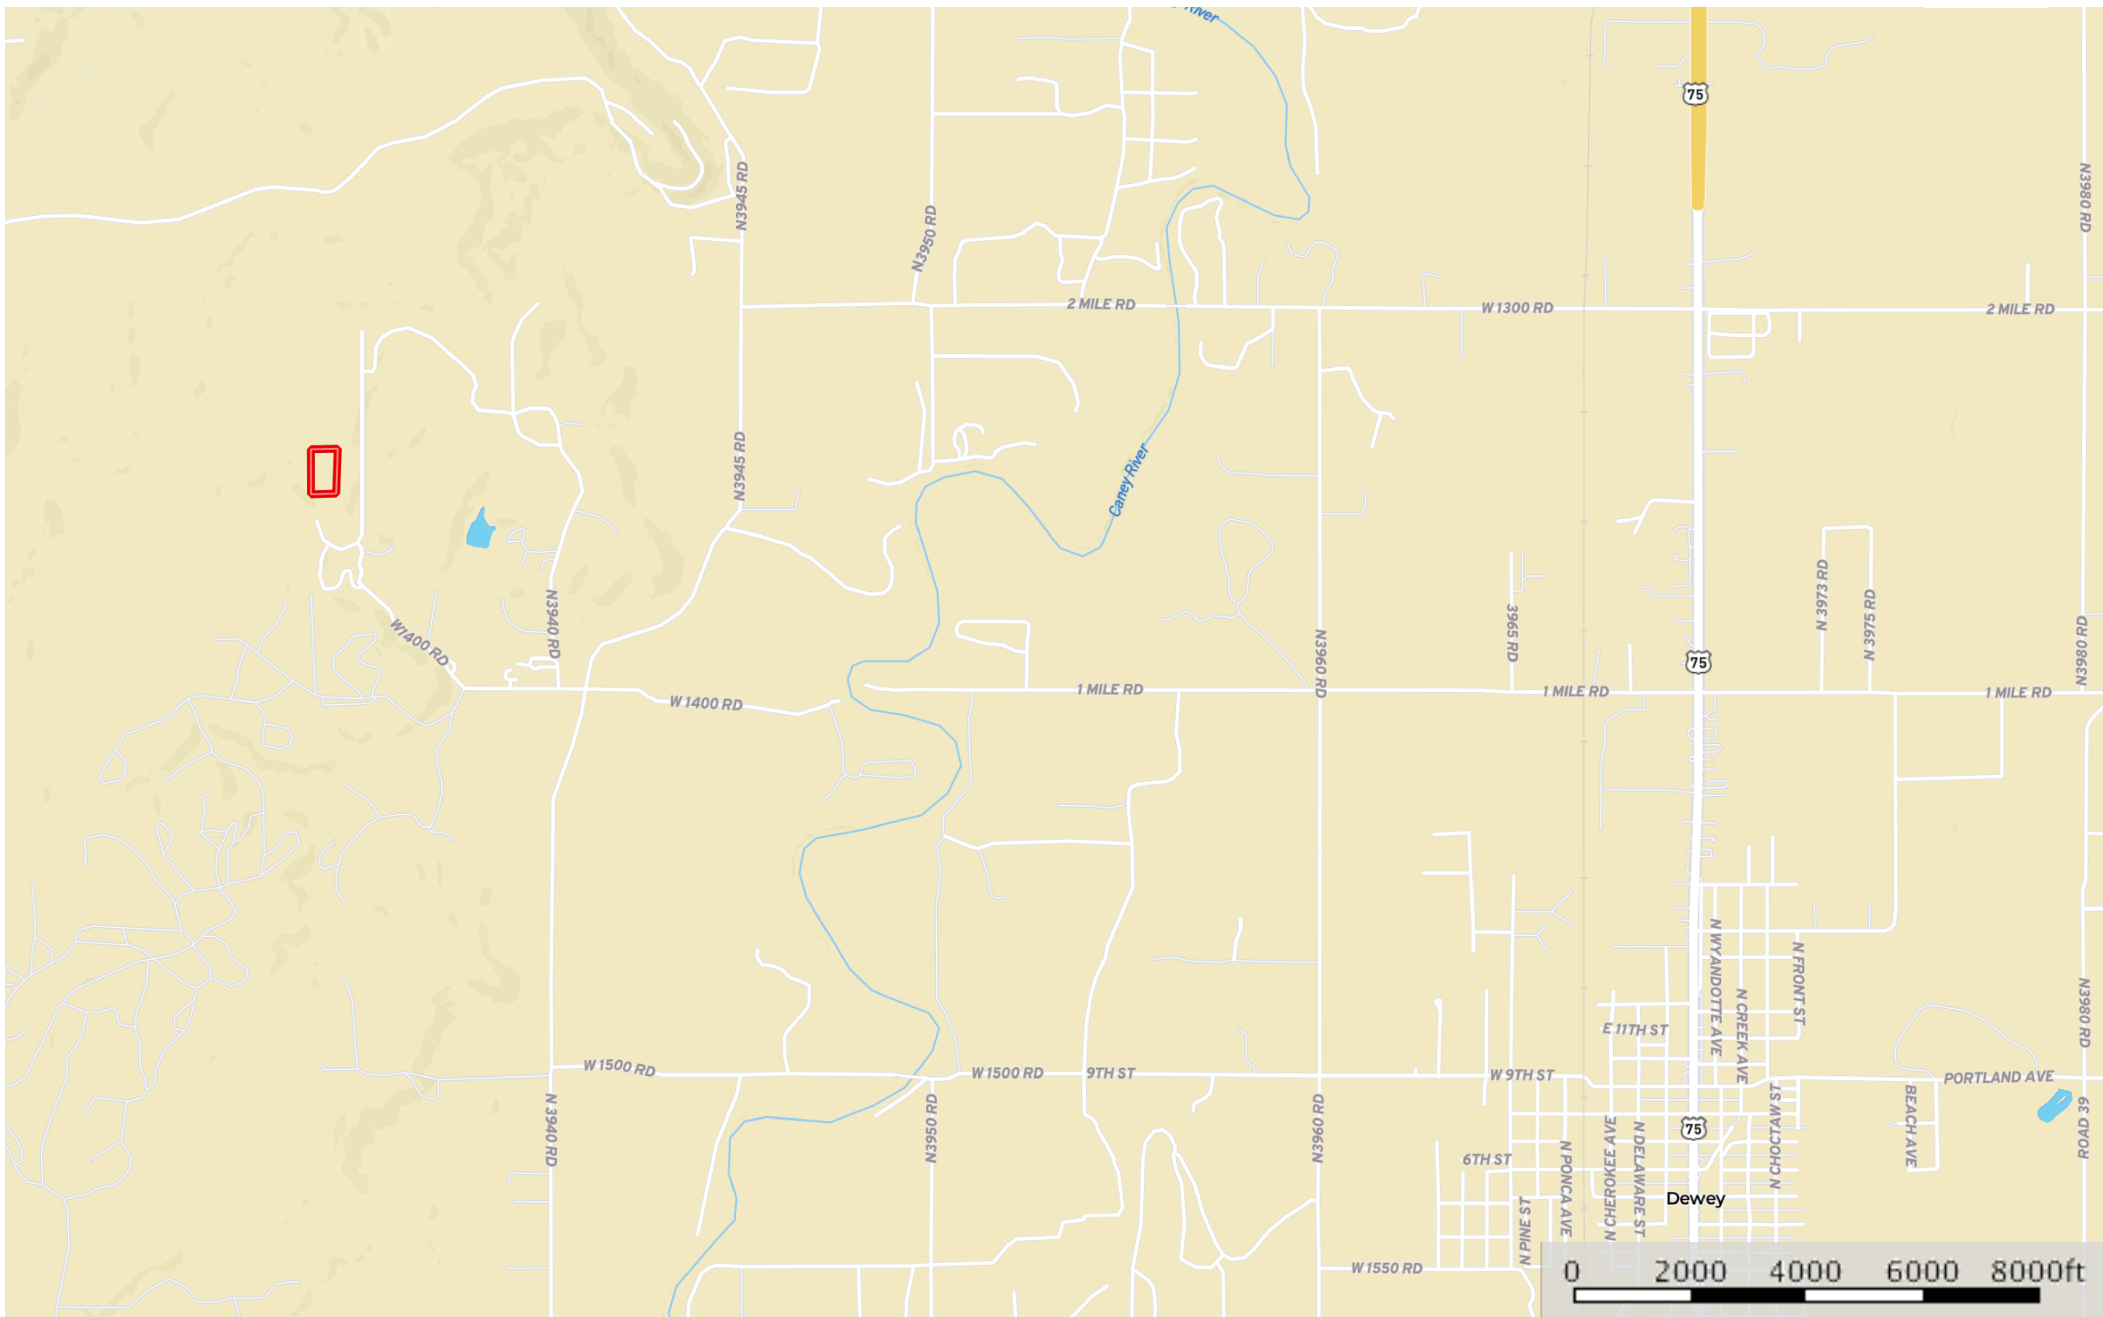 River
75
N3945 RD
N3950 RD
N3980 RD
2 MILE RD
W 1300 RD
2 MILE RD
N3945 RD
Caney River
N3940 RD
W1400 RD
3965 RD
N 3973 RD
N 3975 RD
N3980 RD
N3960 RD
75
W 1400 RD
1 MILE RD
1 MILE RD
1 MILE RD
N WYANDOTTE AVE
N CREEK AVE
N FRONT ST
N3980 RD
E 11TH ST
W 1500 RD
W 1500 RD
9TH ST
W 9TH ST
PORTLAND AVE
N 3940 RD
N3950 RD
N3960 RD
75
N CHOCTAW ST
BEACH AVE
ROAD 39
6TH ST
N PONCA AVE
N CHEROKEE AVE
N DELAWARE ST
N PINE ST
Dewey
W 1550 RD
0 2000 4000 6000 8000ft